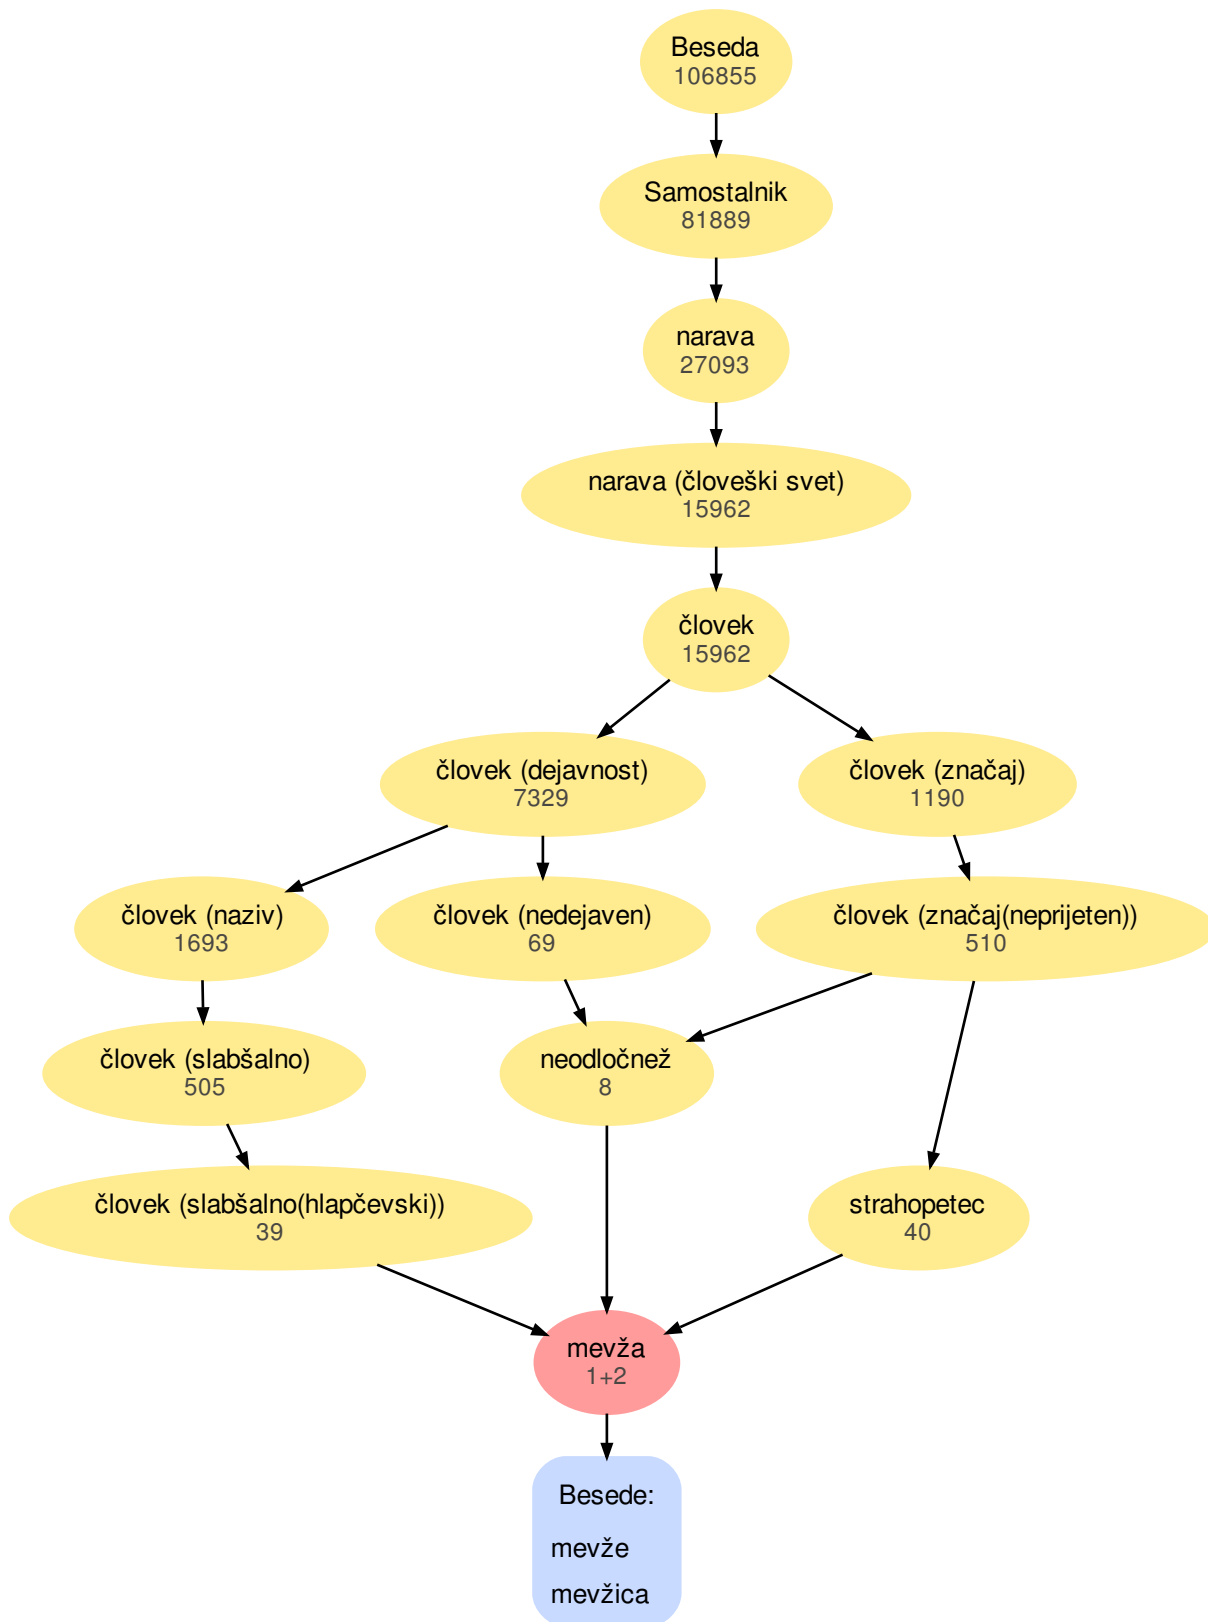 Beseda
106855
Samostalnik
81889
narava
27093
narava (človeški svet)
15962
človek
15962
človek (dejavnost)
7329
človek (značaj)
1190
človek (naziv)
1693
človek (nedejaven)
69
človek (značaj(neprijeten))
510
človek (slabšalno)
505
neodločnež
8
človek (slabšalno(hlapčevski))
39
strahopetec
40
mevža
1+2
Besede:
mevže
mevžica